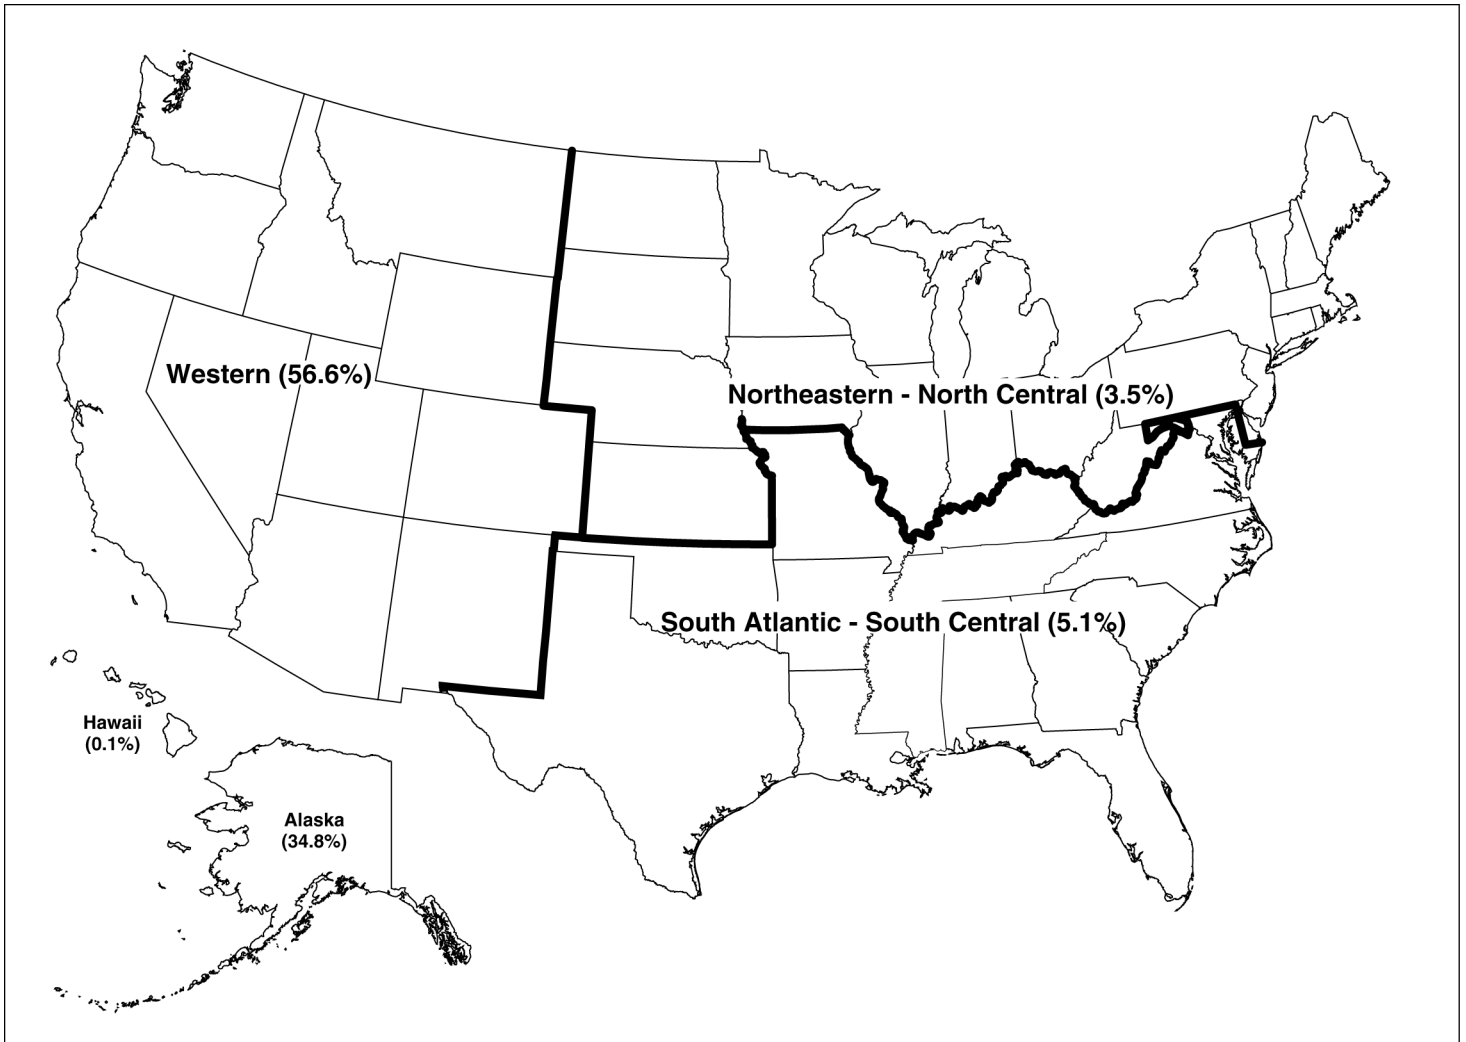 Western (56.6%)
Northeastern - North Central (3.5%)
South Atlantic - South Central (5.1%)
Hawaii
(0.1%)
Alaska
(34.8%)